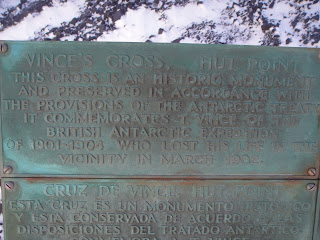 VINCE'S CROSS, HUT POINT
THIS CROSS IS AN HISTORIC MONUMENT
AND PRESERVED IN ACCORDANCE WITH
THE PROVISIONS OF THE ANTARCTIC TREATY
IT COMMEMORATES T. VINCE OF THE
BRITISH ANTARCTIC EXPEDITION
OF 1901-1904 WHO LOST HIS LIFE IN THE
VICINITY IN MARCH 1902.
CRUZ DE VINCE, HUT POINT
ESTA CRUZ ES UN MONUMENTO HISTORICO
Y ESTA CONSERVADA DE ACUERDO A LAS
DISPOSICIONES DEL TRATADO ANTARTICO.